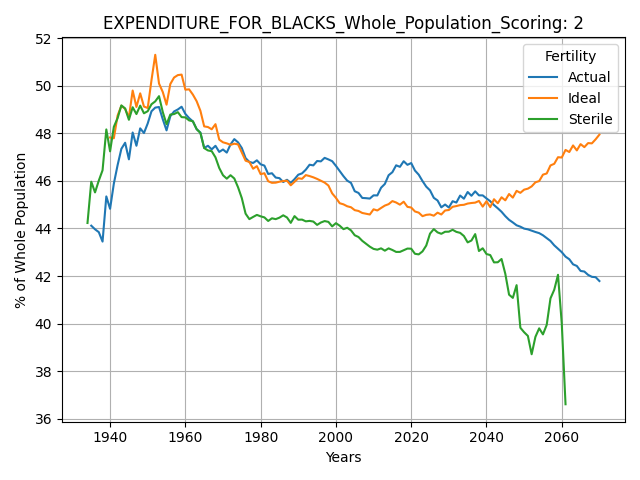 EXPENDITURE_FOR_BLACKS_Whole_Population_Scoring: 2
Fertility
Actual
Ideal
Sterile
% of Whole Population
52
50
48
46
44
42
40
38
36
1940
1960
1980
2000
2020
2040
2060
Years